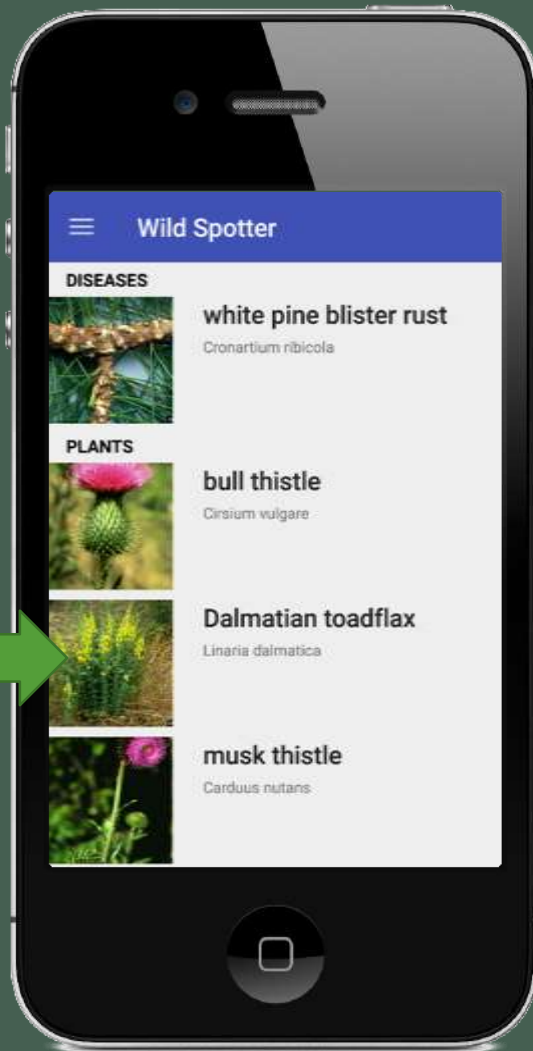 Wild Spotter
DISEASES
white pine blister rust
Cronartium ribicola
PLANTS
bull thistle
Cirsium vulgare
Dalmatian toadflax
Linaria dalmatica
musk thistle
Carduus nutans